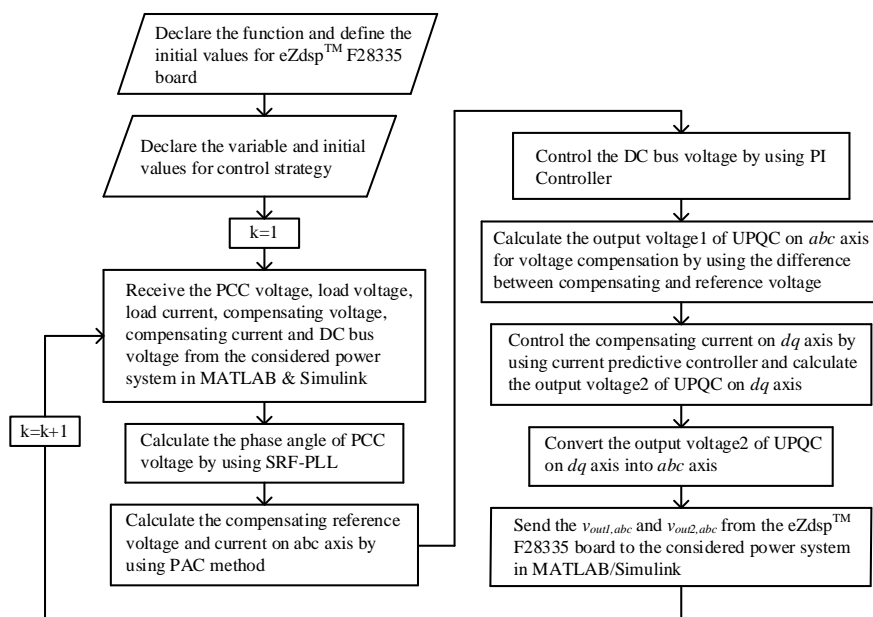 Declare the function and define the
initial values for eZdsp™ F28335
board
Declare the variable and initial
values for control strategy
k=1
Receive the PCC voltage, load voltage,
load current, compensating voltage,
compensating current and DC bus
voltage from the considered power
system in MATLAB & Simulink
k=k+1
Calculate the phase angle of PCC
voltage by using SRF-PLL
Calculate the compensating reference
voltage and current on abc axis by
using PAC method
Control the DC bus voltage by using PI
Controller
Calculate the output voltage1 of UPQC on abc axis
for voltage compensation by using the difference
between compensating and reference voltage
Control the compensating current on dq axis by
using current predictive controller and calculate
the output voltage2 of UPQC on dq axis
Convert the output voltage2 of UPQC
on dq axis into abc axis
Send the vout1,abc and vout2,abc from the eZdsp™
F28335 board to the considered power system
in MATLAB/Simulink